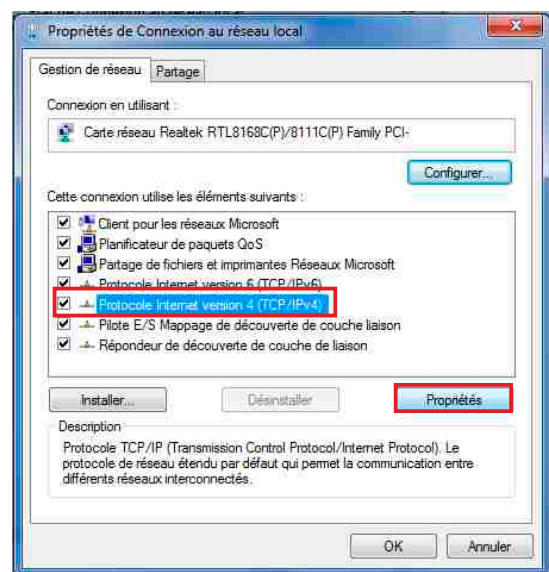 Propriétés de Connexion au réseau local
Gestion de réseau
Partage
Connexion en utilisant :
Carte réseau Realtek RTL8168C(P)/8111C(P) Family PCI-
Configurer...
Cette connexion utilise les éléments suivants :
Client pour les réseaux Microsoft
Planificateur de paquets QoS
Partage de fichiers et imprimantes Réseaux Microsoft
Protocole Internet version 6 (TCP/IPv6)
Protocole Internet version 4 (TCP/IPv4)
Pilote E/S Mappage de découverte de couche liaison
Répondeur de découverte de couche de liaison
Installer...
Désinstaller
Propriétés
Description
Protocole TCP/IP (Transmission Control Protocol/Internet Protocol). Le
protocole de réseau étendu par défaut qui permet la communication entre
différents réseaux interconnectés.
OK
Annuler